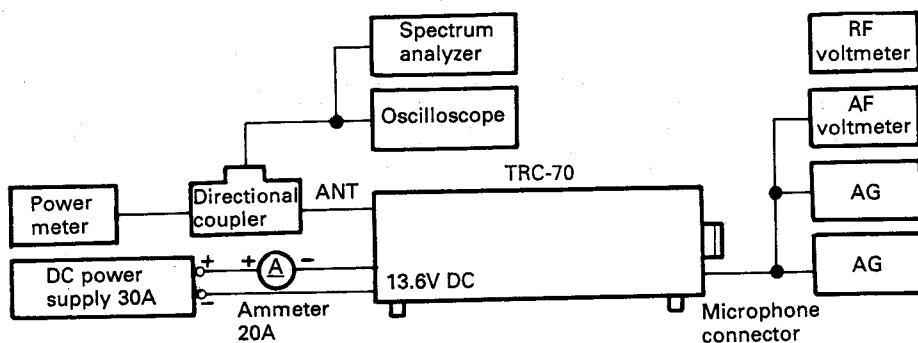 Spectrum
analyzer
RF
voltmeter
Oscilloscope
AF
voltmeter
TRC-70
Directional
coupler
ANT
Power
meter
AG
DC power
supply 30A
+
−
+
A
−
13.6V DC
AG
Ammeter
20A
Microphone
connector